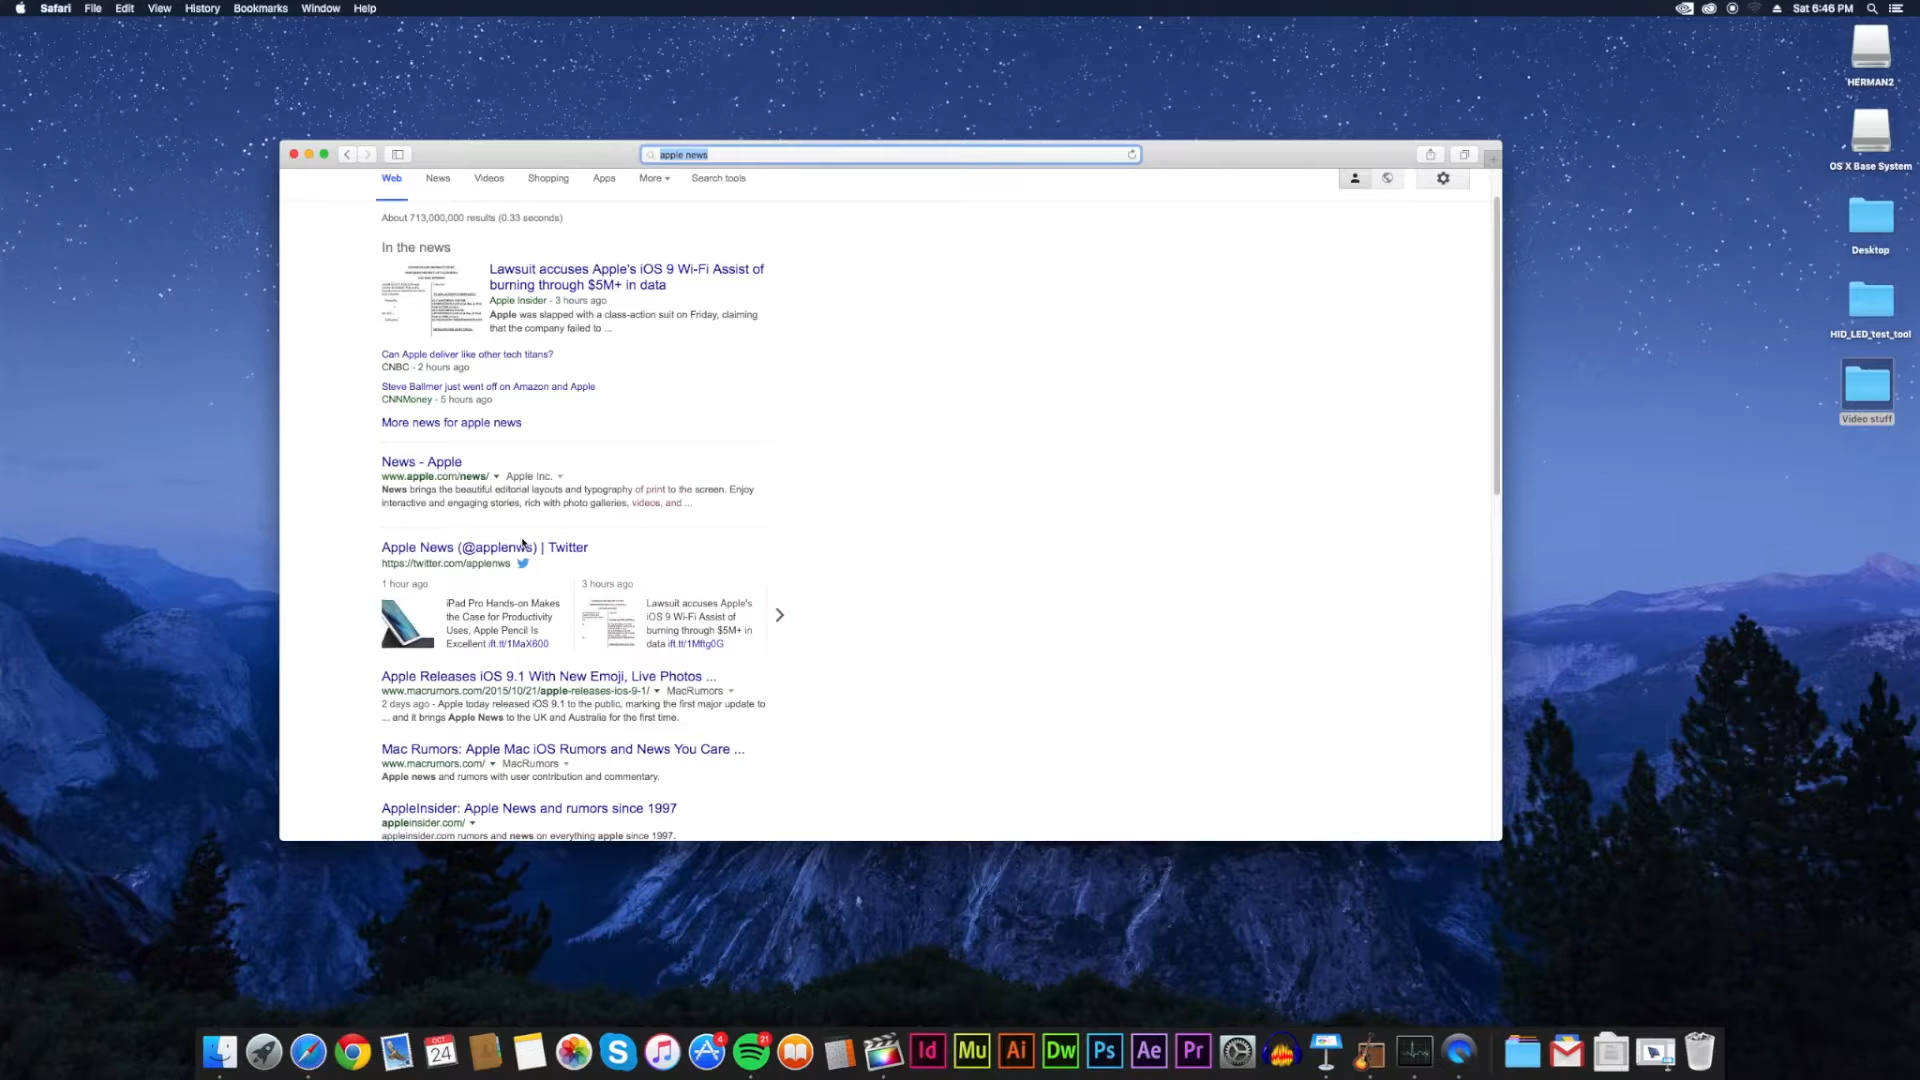 Safari File Edit View History Bookmarks Window Help
Sat 6:46 PM
HERMAN2
OS X Base System
Desktop
HID_LED_test_tool
Video stuff
apple news
Web News Videos Shopping Apps More Search tools
About 713,000,000 results (0.33 seconds)
In the news
Lawsuit accuses Apple's iOS 9 Wi-Fi Assist of
burning through $5M+ in data
Apple Insider - 3 hours ago
Apple was slapped with a class-action suit on Friday, claiming
that the company failed to ...
Can Apple deliver like other tech titans?
CNBC - 2 hours ago
Steve Ballmer just went off on Amazon and Apple
CNNMoney - 5 hours ago
More news for apple news
News - Apple
www.apple.com/news/ Apple Inc.
News brings the beautiful editorial layouts and typography of print to the screen. Enjoy
interactive and engaging stories, rich with photo galleries, videos, and ...
Apple News (@applenws) | Twitter
https://twitter.com/applenws
1 hour ago
iPad Pro Hands-on Makes
the Case for Productivity
Uses, Apple Pencil Is
Excellent ift.tt/1MaX600
3 hours ago
Lawsuit accuses Apple's
iOS 9 Wi-Fi Assist of
burning through $5M+ in
data ift.tt/1Mftg0G
Apple Releases iOS 9.1 With New Emoji, Live Photos ...
www.macrumors.com/2015/10/21/apple-releases-ios-9-1/ MacRumors
2 days ago - Apple today released iOS 9.1 to the public, marking the first major update to
... and it brings Apple News to the UK and Australia for the first time.
Mac Rumors: Apple Mac iOS Rumors and News You Care ...
www.macrumors.com/ MacRumors
Apple news and rumors with user contribution and commentary.
AppleInsider: Apple News and rumors since 1997
appleinsider.com/
appleinsider.com rumors and news on everything apple since 1997.
OCT
24
4
21
Id Mu Ai Dw Ps Ae Pr